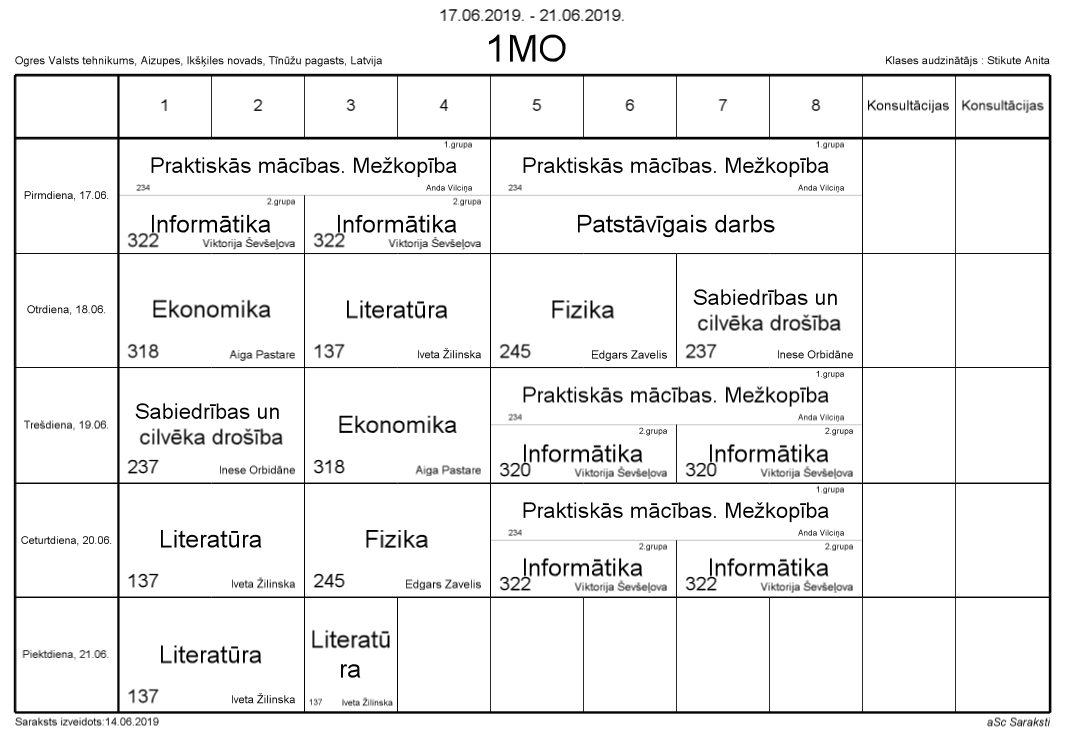 17.06.2019. - 21.06.2019.
1MO
Ogres Valsts tehnikums, Aizupes, Ikšķiles novads, Tīnūžu pagasts, Latvija
Klases audzinātājs : Stikute Anita
1 2 3 4 5 6 7 8 Konsultācijas Konsultācijas
Pirmdiena, 17.06.
1.grupa
Praktiskās mācības. Mežkopība
234 Anda Vilciņa
1.grupa
Praktiskās mācības. Mežkopība
234 Anda Vilciņa
2.grupa
Informātika
322 Viktorija Ševšeļova
2.grupa
Informātika
322 Viktorija Ševšeļova
Patstāvīgais darbs
Otrdiena, 18.06.
Ekonomika
318 Aiga Pastare
Literatūra
137 Iveta Žilinska
Fizika
245 Edgars Zavelis
Sabiedrības un
cilvēka drošība
237 Inese Orbidāne
Trešdiena, 19.06.
Sabiedrības un
cilvēka drošība
237 Inese Orbidāne
Ekonomika
318 Aiga Pastare
1.grupa
Praktiskās mācības. Mežkopība
234 Anda Vilciņa
2.grupa
Informātika
320 Viktorija Ševšeļova
2.grupa
Informātika
320 Viktorija Ševšeļova
Ceturtdiena, 20.06.
Literatūra
137 Iveta Žilinska
Fizika
245 Edgars Zavelis
1.grupa
Praktiskās mācības. Mežkopība
234 Anda Vilciņa
2.grupa
Informātika
322 Viktorija Ševšeļova
2.grupa
Informātika
322 Viktorija Ševšeļova
Piektdiena, 21.06.
Literatūra
137 Iveta Žilinska
Literatū
ra
137 Iveta Žilinska
Saraksts izveidots:14.06.2019
aSc Saraksti